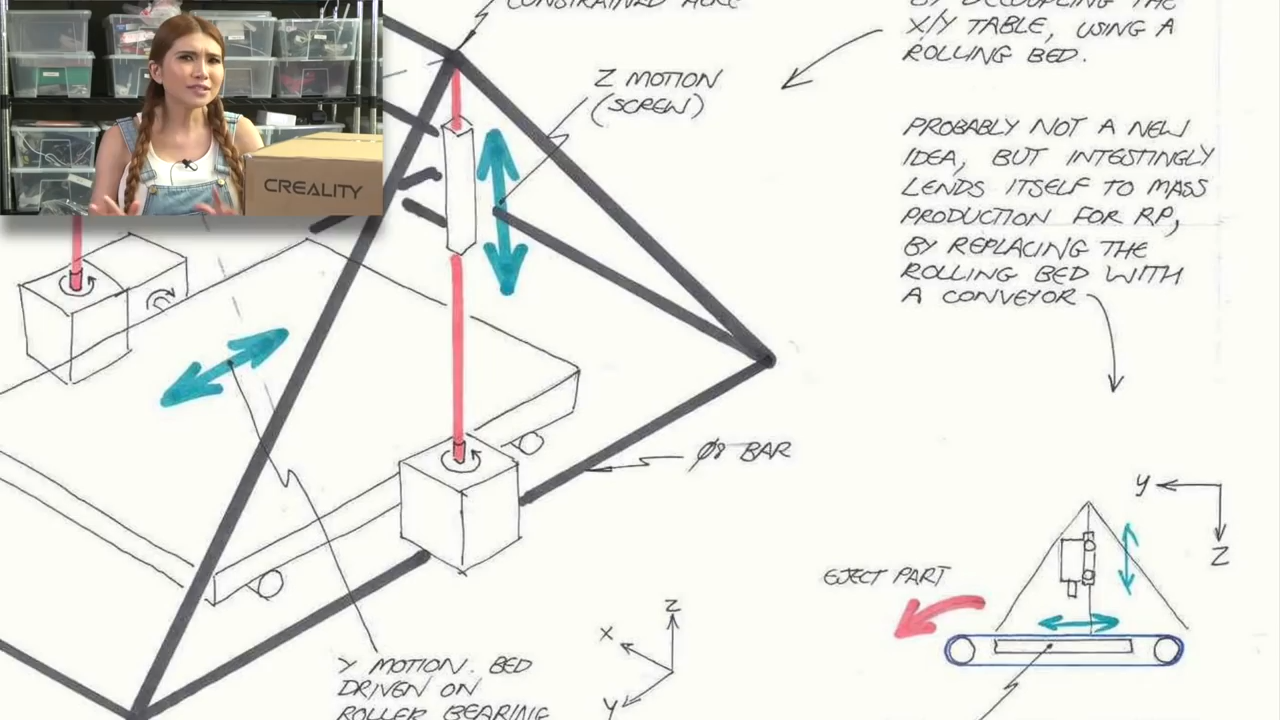 CONSTRAINED HERE
BY DECOUPLING THE
X/Y TABLE, USING A
ROLLING BED.
Z MOTION
(SCREW)
PROBABLY NOT A NEW
IDEA, BUT INTESTINGLY
LENDS ITSELF TO MASS
PRODUCTION FOR RP,
BY REPLACING THE
ROLLING BED WITH
A CONVEYOR
CREALITY
Ø8 BAR
Y
Z
EJECT PART
Z
X
Y
Y MOTION. BED
DRIVEN ON
ROLLER BEARING